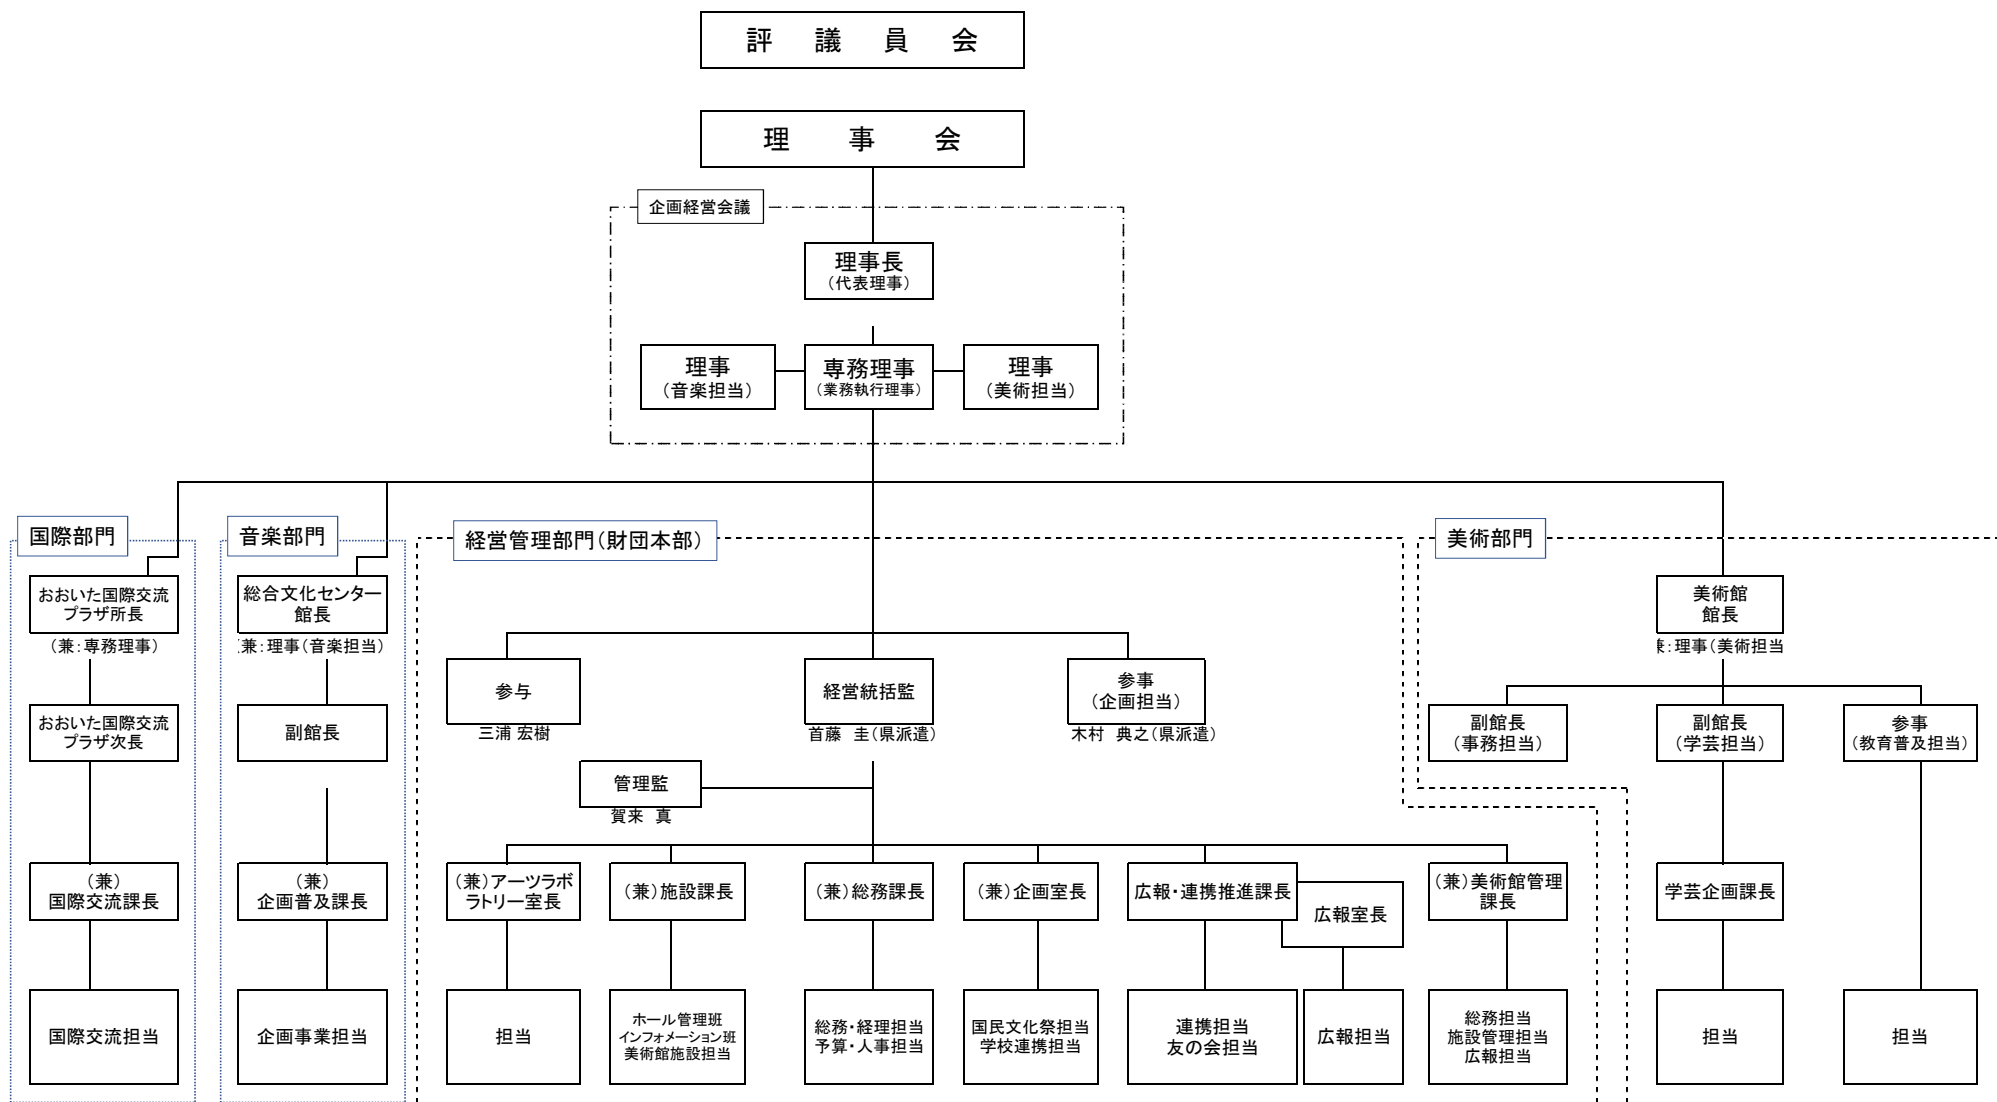 評議員会
理事会
企画経営会議
理事長
(代表理事)
理事
(音楽担当)
専務理事
(業務執行理事)
理事
(美術担当)
国際部門
音楽部門
経営管理部門(財団本部)
美術部門
おおいた国際交流
プラザ所長
(兼:専務理事)
総合文化センター
館長
兼:理事(音楽担当)
美術館
館長
兼:理事(美術担当
参与
三浦 宏樹
経営統括監
首藤 圭(県派遣)
参事
(企画担当)
木村 典之(県派遣)
おおいた国際交流
プラザ次長
副館長
副館長
(事務担当)
副館長
(学芸担当)
参事
(教育普及担当)
管理監
賀来 真
(兼)
国際交流課長
(兼)
企画普及課長
(兼)アーツラボ
ラトリー室長
(兼)施設課長
(兼)総務課長
(兼)企画室長
広報・連携推進課長
広報室長
(兼)美術館管理
課長
学芸企画課長
国際交流担当
企画事業担当
担当
ホール管理班
インフォメーション班
美術館施設担当
総務・経理担当
予算・人事担当
国民文化祭担当
学校連携担当
連携担当
友の会担当
広報担当
総務担当
施設管理担当
広報担当
担当
担当